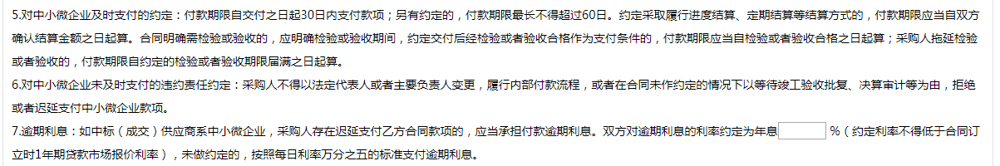 5.对中小微企业及时支付的约定：付款期限自交付之日起30日内支付款项；另有约定的，付款期限最长不得超过60日。约定采取履行进度结算、定期结算等结算方式的，付款期限应当自双方
确认结算金额之日起算。合同明确需检验或验收的，应明确检验或验收期间，约定交付后经检验或者验收合格作为支付条件的，付款期限应当自检验或者验收合格之日起算；采购人拖延检验
或者验收的，付款期限自约定的检验或者验收期限届满之日起算。
6.对中小微企业未及时支付的违约责任约定：采购人不得以法定代表人或者主要负责人变更，履行内部付款流程，或者在合同未作约定的情况下以等待竣工验收批复、决算审计等为由，拒绝
或者迟延支付中小微企业款项。
7.逾期利息：如中标（成交）供应商系中小微企业，采购人存在迟延支付乙方合同款项的，应当承担付款逾期利息。双方对逾期利息的利率约定为年息 %（约定利率不得低于合同订
立时1年期贷款市场报价利率），未做约定的，按照每日利率万分之五的标准支付逾期利息。